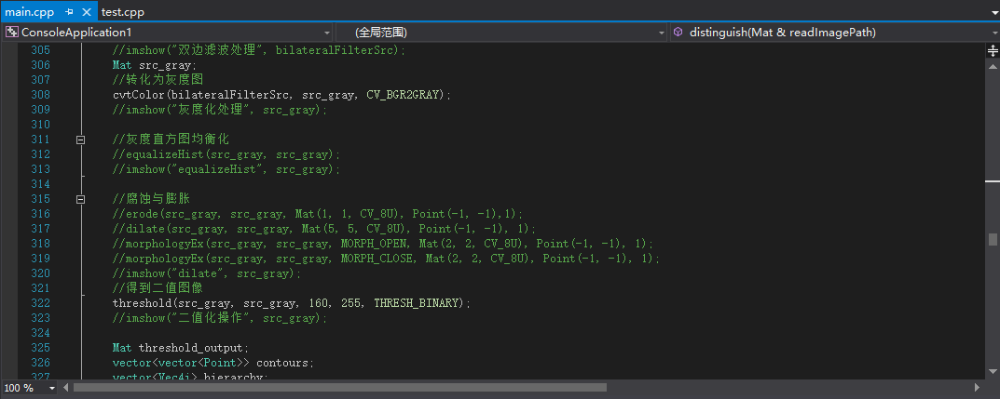 main.cpp test.cpp
ConsoleApplication1 (全局范围) distinguish(Mat & readImagePath)
305 //imshow("双边滤波处理", bilateralFilterSrc);
306 Mat src_gray;
307 //转化为灰度图
308 cvtColor(bilateralFilterSrc, src_gray, CV_BGR2GRAY);
309 //imshow("灰度化处理", src_gray);
310
311 //灰度直方图均衡化
312 //equalizeHist(src_gray, src_gray);
313 //imshow("equalizeHist", src_gray);
314
315 //腐蚀与膨胀
316 //erode(src_gray, src_gray, Mat(1, 1, CV_8U), Point(-1, -1),1);
317 //dilate(src_gray, src_gray, Mat(5, 5, CV_8U), Point(-1, -1), 1);
318 //morphologyEx(src_gray, src_gray, MORPH_OPEN, Mat(2, 2, CV_8U), Point(-1, -1), 1);
319 //morphologyEx(src_gray, src_gray, MORPH_CLOSE, Mat(2, 2, CV_8U), Point(-1, -1), 1);
320 //imshow("dilate", src_gray);
321 //得到二值图像
322 threshold(src_gray, src_gray, 160, 255, THRESH_BINARY);
323 //imshow("二值化操作", src_gray);
324
325 Mat threshold_output;
326 vector<vector<Point>> contours;
327 vector<Vec4i> hierarchy;
100 %